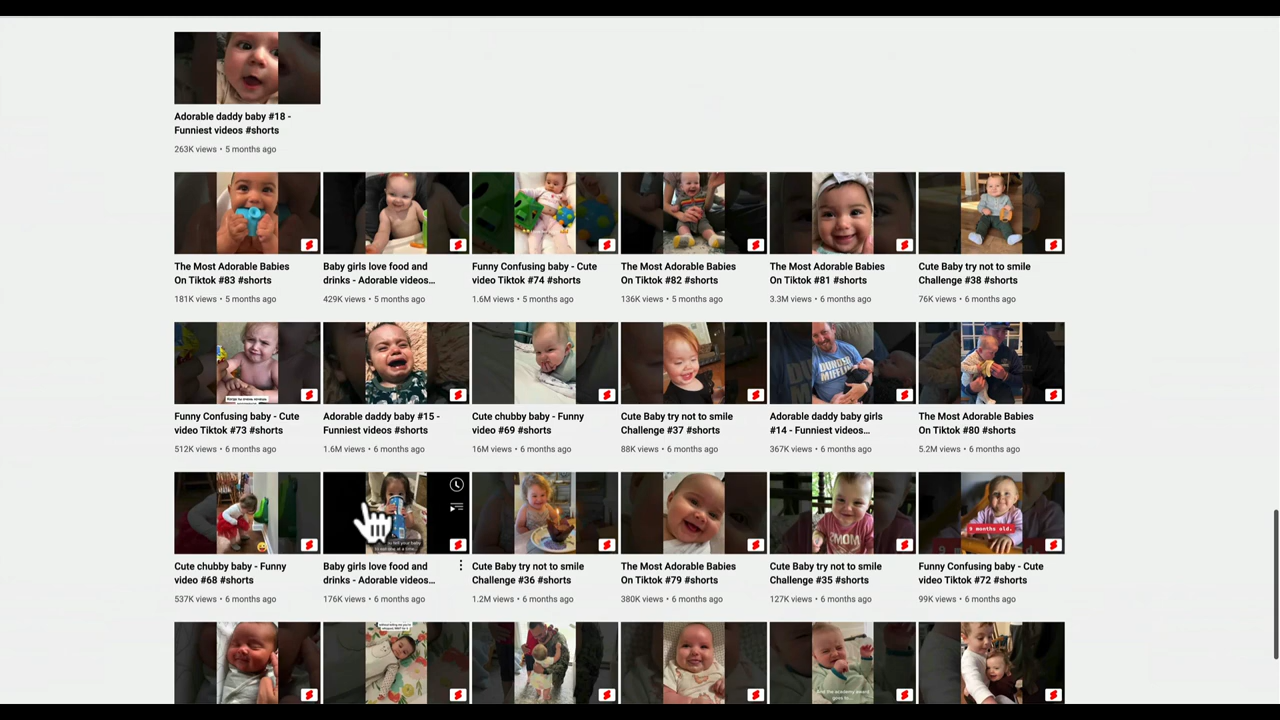 Adorable daddy baby #18 -
Funniest videos #shorts
263K views • 5 months ago
The Most Adorable Babies
On Tiktok #83 #shorts
181K views • 5 months ago
Baby girls love food and
drinks - Adorable videos...
429K views • 5 months ago
Funny Confusing baby - Cute
video Tiktok #74 #shorts
1.6M views • 5 months ago
The Most Adorable Babies
On Tiktok #82 #shorts
136K views • 5 months ago
The Most Adorable Babies
On Tiktok #81 #shorts
3.3M views • 6 months ago
Cute Baby try not to smile
Challenge #38 #shorts
76K views • 6 months ago
Funny Confusing baby - Cute
video Tiktok #73 #shorts
512K views • 6 months ago
Adorable daddy baby #15 -
Funniest videos #shorts
1.6M views • 6 months ago
Cute chubby baby - Funny
video #69 #shorts
16M views • 6 months ago
Cute Baby try not to smile
Challenge #37 #shorts
88K views • 6 months ago
DUNDER
MIFFLIN
Adorable daddy baby girls
#14 - Funniest videos...
367K views • 6 months ago
The Most Adorable Babies
On Tiktok #80 #shorts
5.2M views • 6 months ago
Cute chubby baby - Funny
video #68 #shorts
537K views • 6 months ago
Baby girls love food and
drinks - Adorable videos...
176K views • 6 months ago
Cute Baby try not to smile
Challenge #36 #shorts
1.2M views • 6 months ago
The Most Adorable Babies
On Tiktok #79 #shorts
380K views • 6 months ago
MOM
Cute Baby try not to smile
Challenge #35 #shorts
127K views • 6 months ago
9 months old.
Funny Confusing baby - Cute
video Tiktok #72 #shorts
99K views • 6 months ago
And the academy award
goes to...